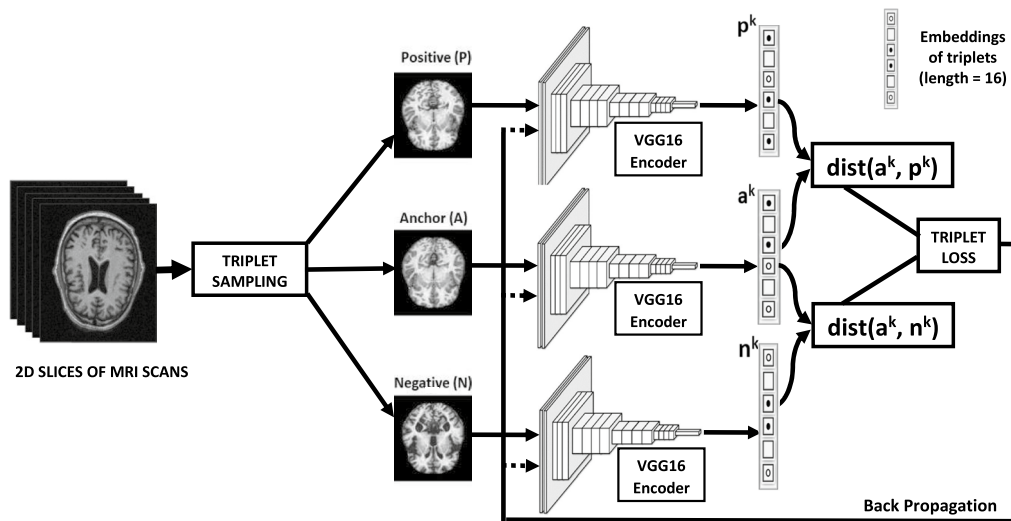 Positive (P)
p^k
Embeddings
of triplets
(length = 16)
VGG16
Encoder
dist(a^k, p^k)
Anchor (A)
a^k
TRIPLET
SAMPLING
TRIPLET
LOSS
VGG16
Encoder
dist(a^k, n^k)
2D SLICES OF MRI SCANS
Negative (N)
n^k
VGG16
Encoder
Back Propagation